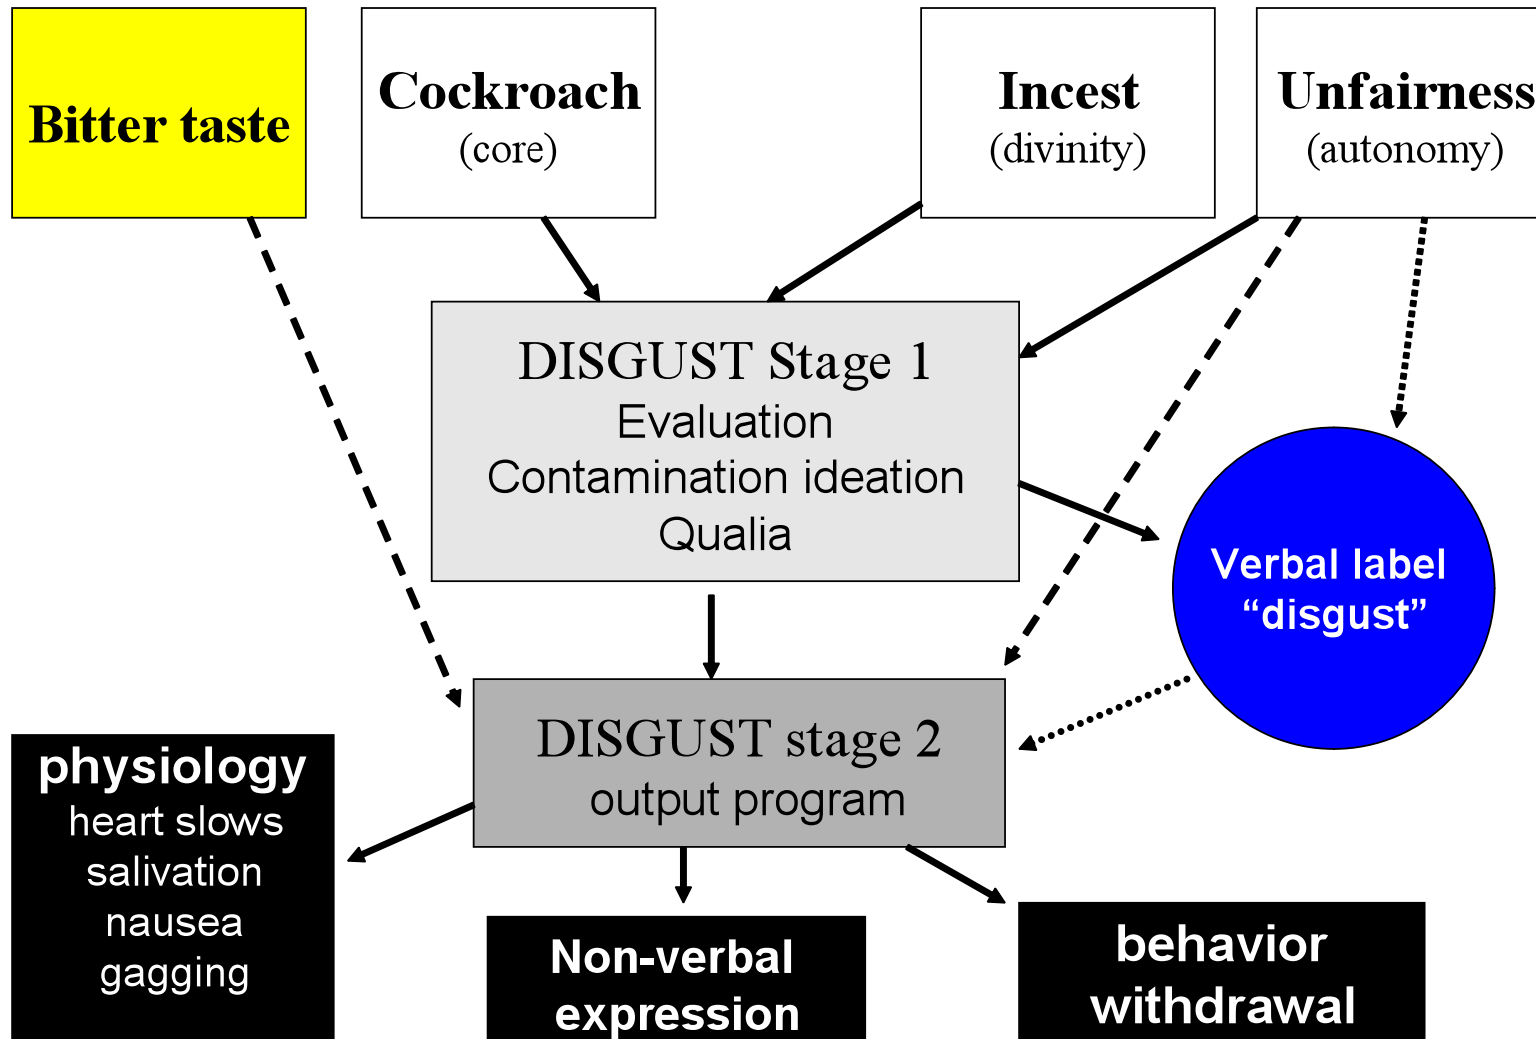 Bitter taste
Cockroach
(core)
Incest
(divinity)
Unfairness
(autonomy)
DISGUST Stage 1
Evaluation
Contamination ideation
Qualia
Verbal label
“disgust”
DISGUST stage 2
output program
physiology
heart slows
salivation
nausea
gagging
Non-verbal
expression
behavior
withdrawal